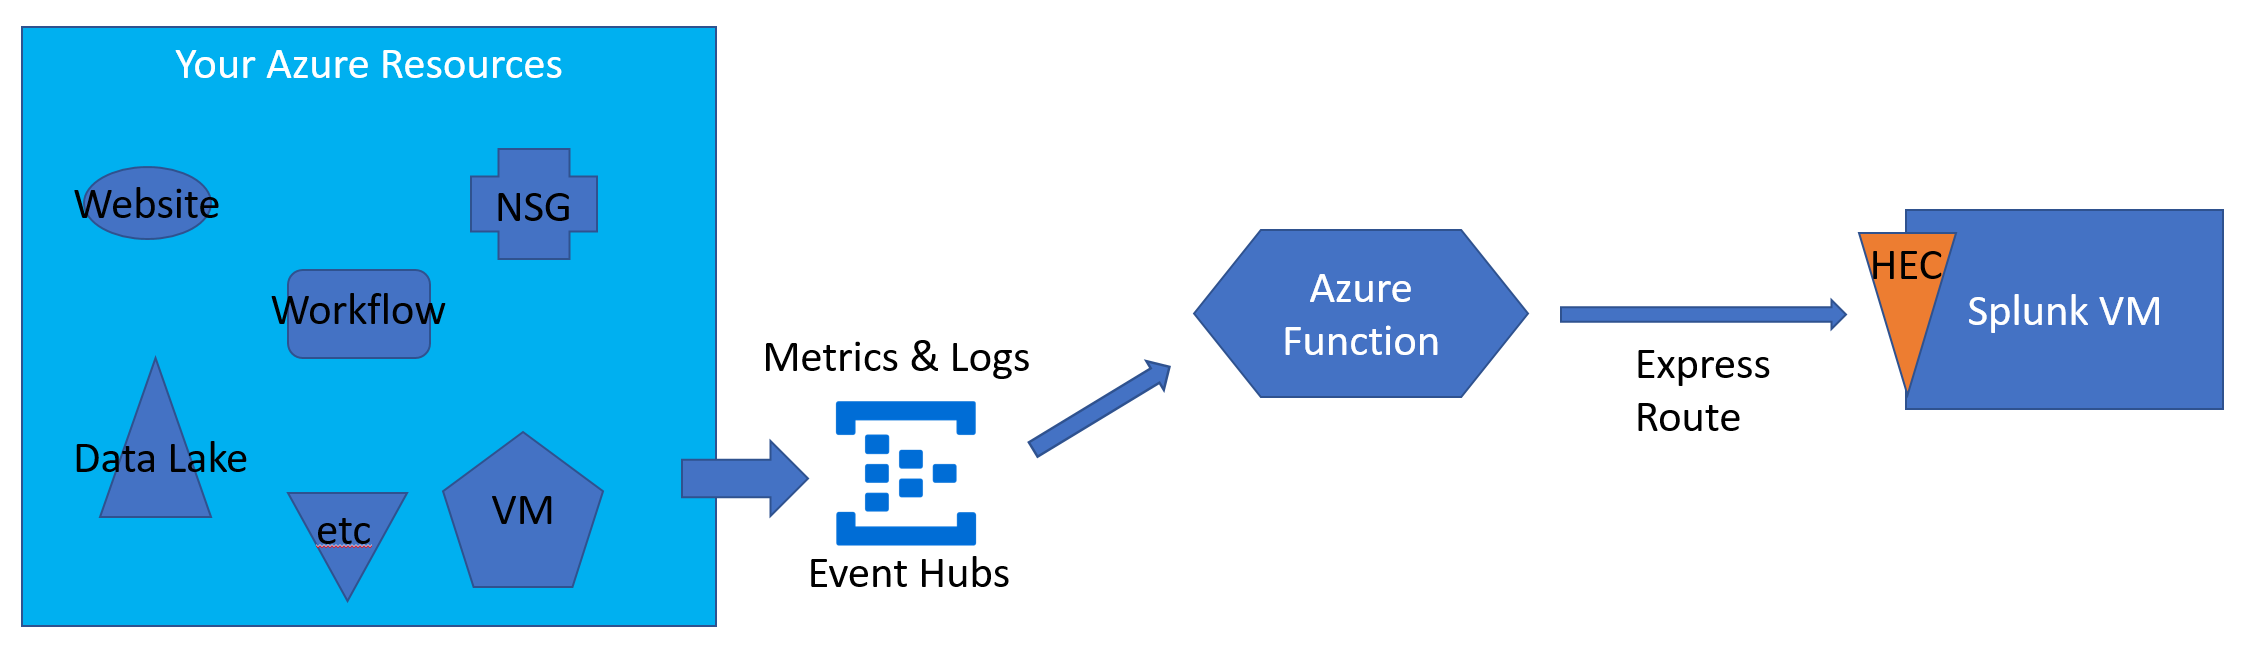 Your Azure Resources
Website
NSG
Workflow
Data Lake
etc
VM
Metrics & Logs
Event Hubs
Azure
Function
Express
Route
HEC
Splunk VM